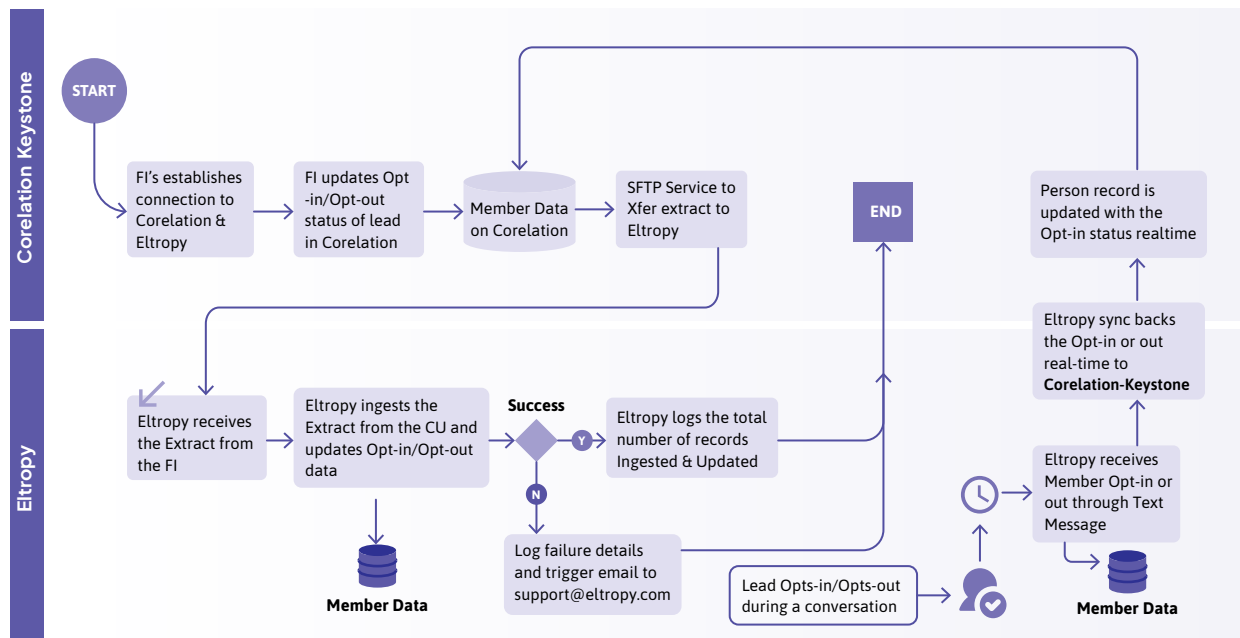 Corelation Keystone
START
FI's establishes
connection to
Corelation &
Eltropy
FI updates Opt
-in/Opt-out
status of lead
in Corelation
Member Data
on Corelation
SFTP Service to
Xfer extract to
Eltropy
END
Person record is
updated with the
Opt-in status realtime
Eltropy
Eltropy receives
the Extract from
the FI
Eltropy ingests the
Extract from the CU and
updates Opt-in/Opt-out
data
Member Data
Success
Y
N
Eltropy logs the total
number of records
Ingested & Updated
Log failure details
and trigger email to
support@eltropy.com
Lead Opts-in/Opts-out
during a conversation
Eltropy receives
Member Opt-in or
out through Text
Message
Member Data
Eltropy sync backs
the Opt-in or out
real-time to
Corelation-Keystone